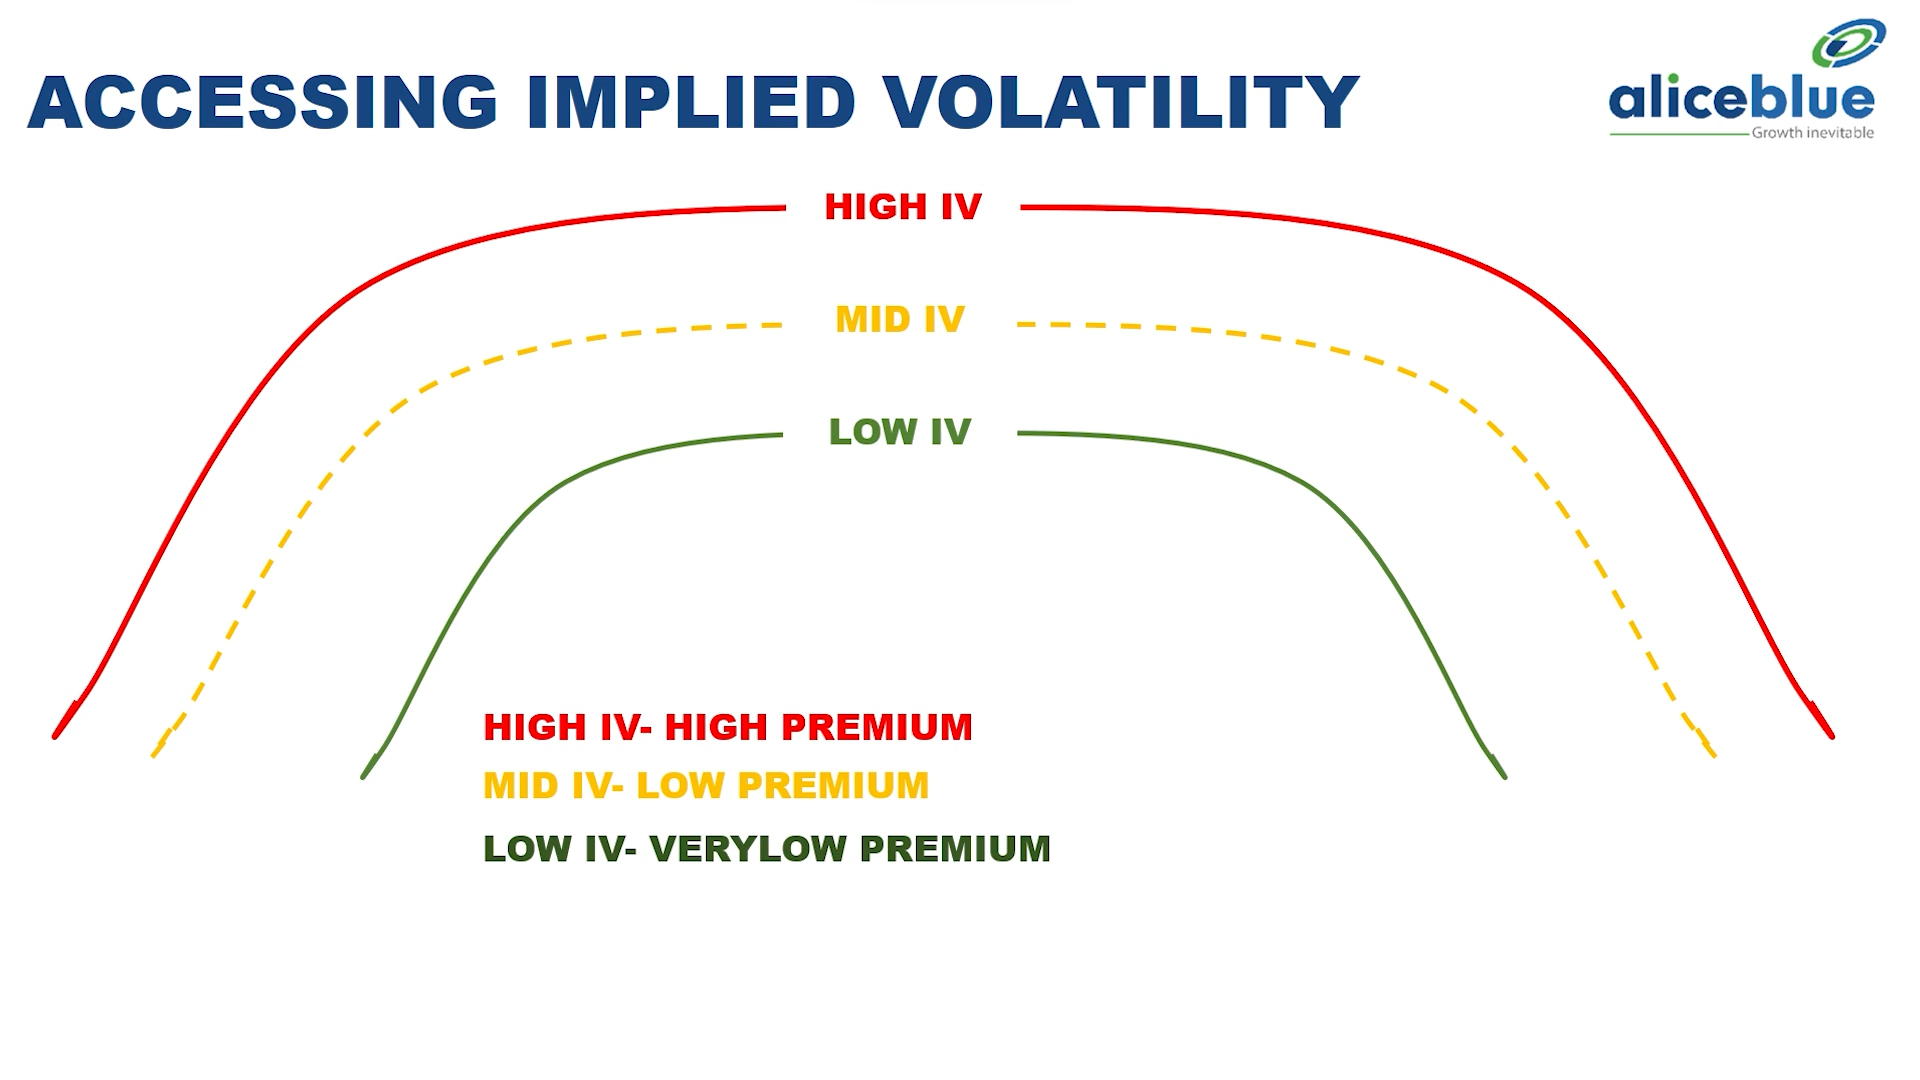 ACCESSING IMPLIED VOLATILITY
aliceblue
Growth inevitable
HIGH IV
MID IV
LOW IV
HIGH IV- HIGH PREMIUM
MID IV- LOW PREMIUM
LOW IV- VERYLOW PREMIUM